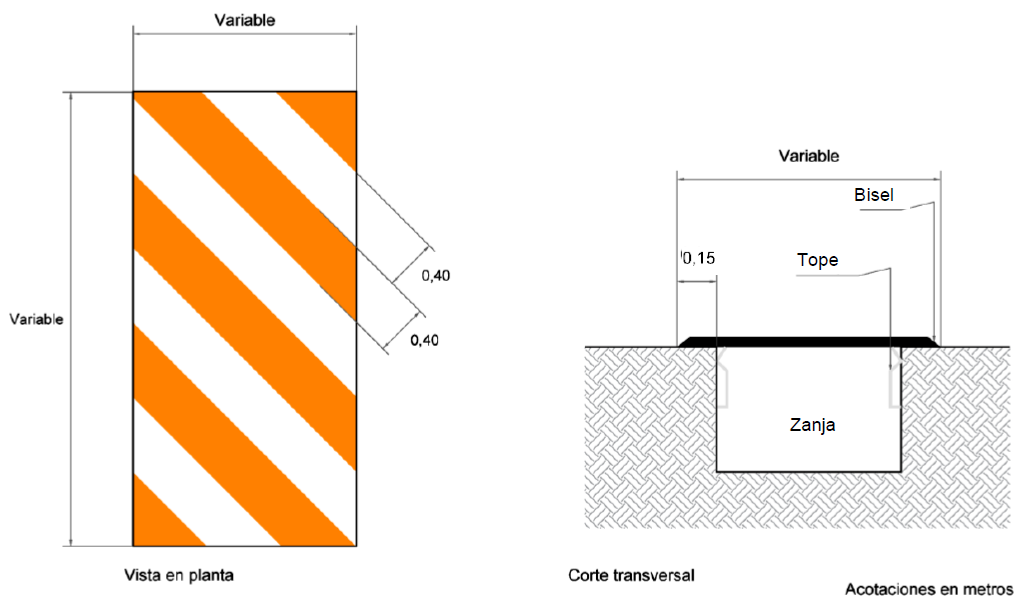 Variable
Variable
0,40
0,40
Vista en planta
Variable
Bisel
0,15
Tope
Zanja
Corte transversal
Acotaciones en metros